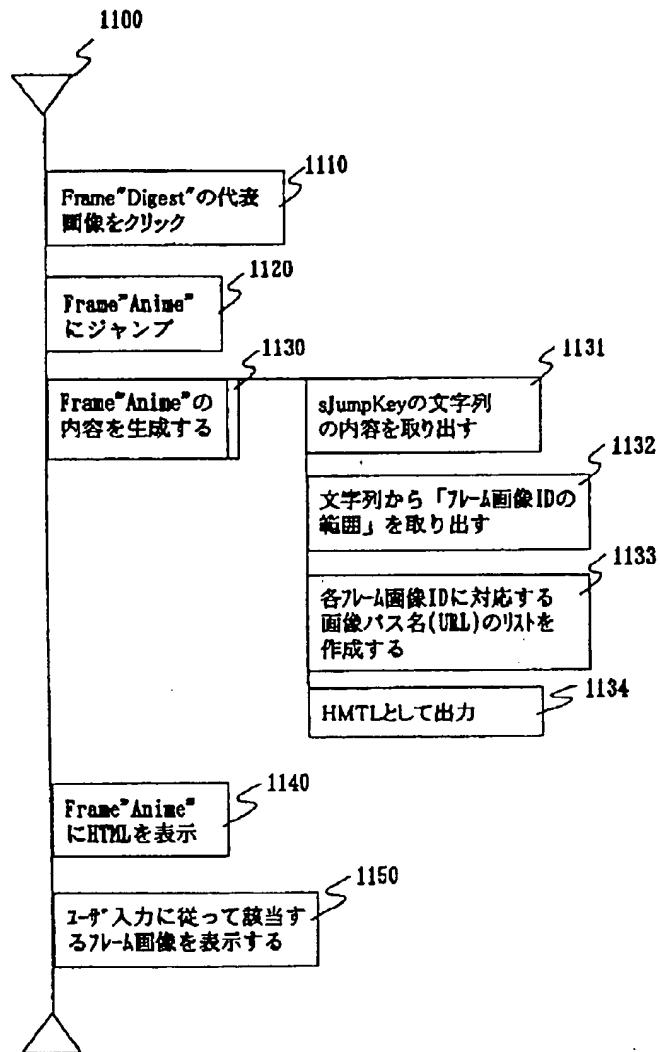 1100
1110
Frame"Digest"の代表
画像をクリック
1120
Frame"Anime"
にジャンプ
1130
Frame"Anime"の
内容を生成する
1131
sJumpKeyの文字列
の内容を取り出す
1132
文字列から「ﾌﾚｰﾑ画像IDの
範囲」を取り出す
1133
各ﾌﾚｰﾑ画像IDに対応する
画像パス名(URL)のリストを
作成する
1134
HMTLとして出力
1140
Frame"Anime"
にHTMLを表示
1150
ﾕｰｻﾞ入力に従って該当す
るﾌﾚｰﾑ画像を表示する